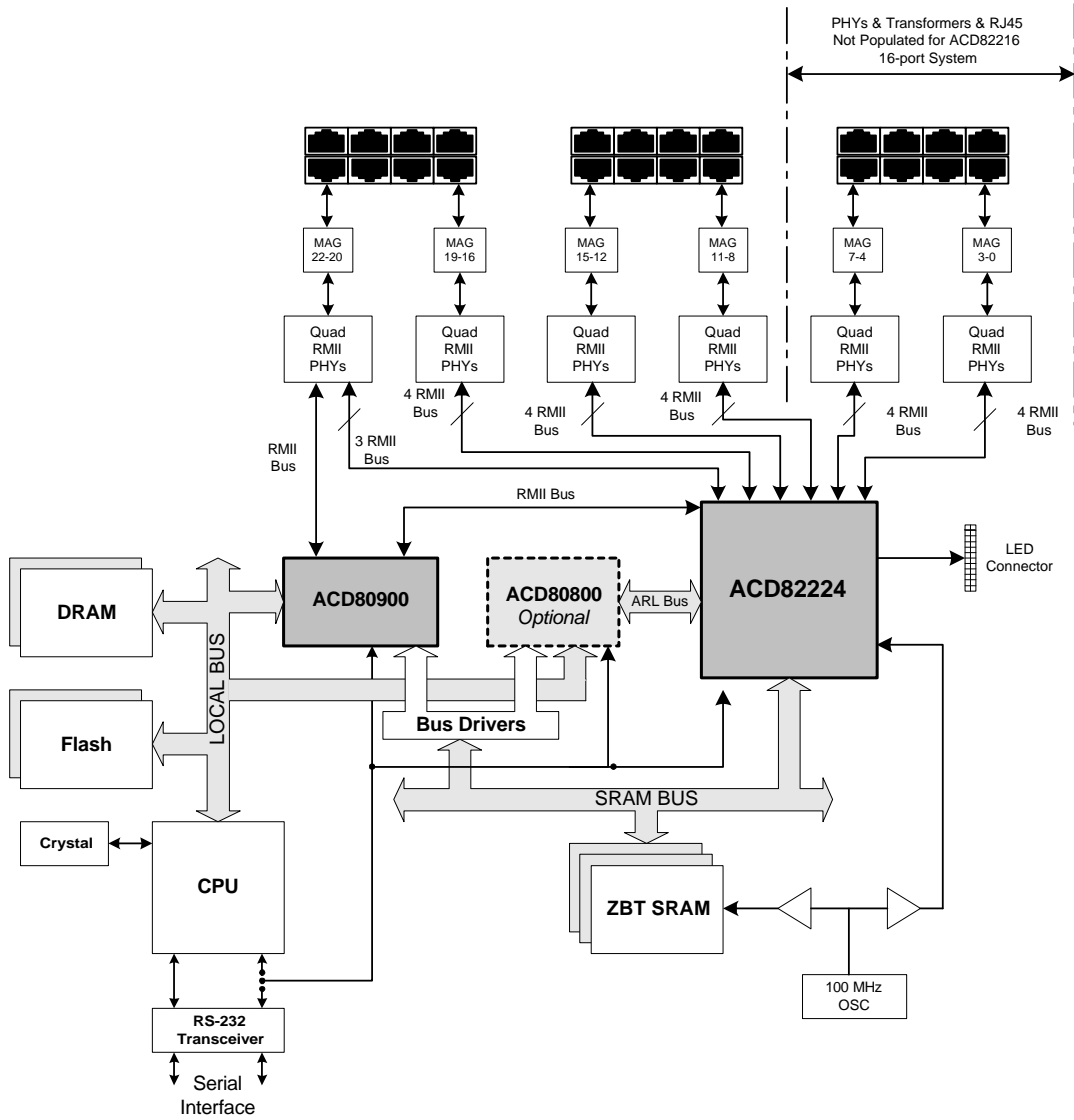 PHYs & Transformers & RJ45
Not Populated for ACD82216
16-port System
MAG
22-20
MAG
19-16
MAG
15-12
MAG
11-8
MAG
7-4
MAG
3-0
Quad
RMII
PHYs
Quad
RMII
PHYs
Quad
RMII
PHYs
Quad
RMII
PHYs
Quad
RMII
PHYs
Quad
RMII
PHYs
RMII
Bus
3 RMII
Bus
4 RMII
Bus
4 RMII
Bus
4 RMII
Bus
4 RMII
Bus
4 RMII
Bus
RMII Bus
DRAM
ACD80900
ACD80800
Optional
ARL Bus
ACD82224
LED
Connector
LOCAL BUS
Flash
Bus Drivers
SRAM BUS
Crystal
CPU
ZBT SRAM
100 MHz
OSC
RS-232
Transceiver
Serial
Interface